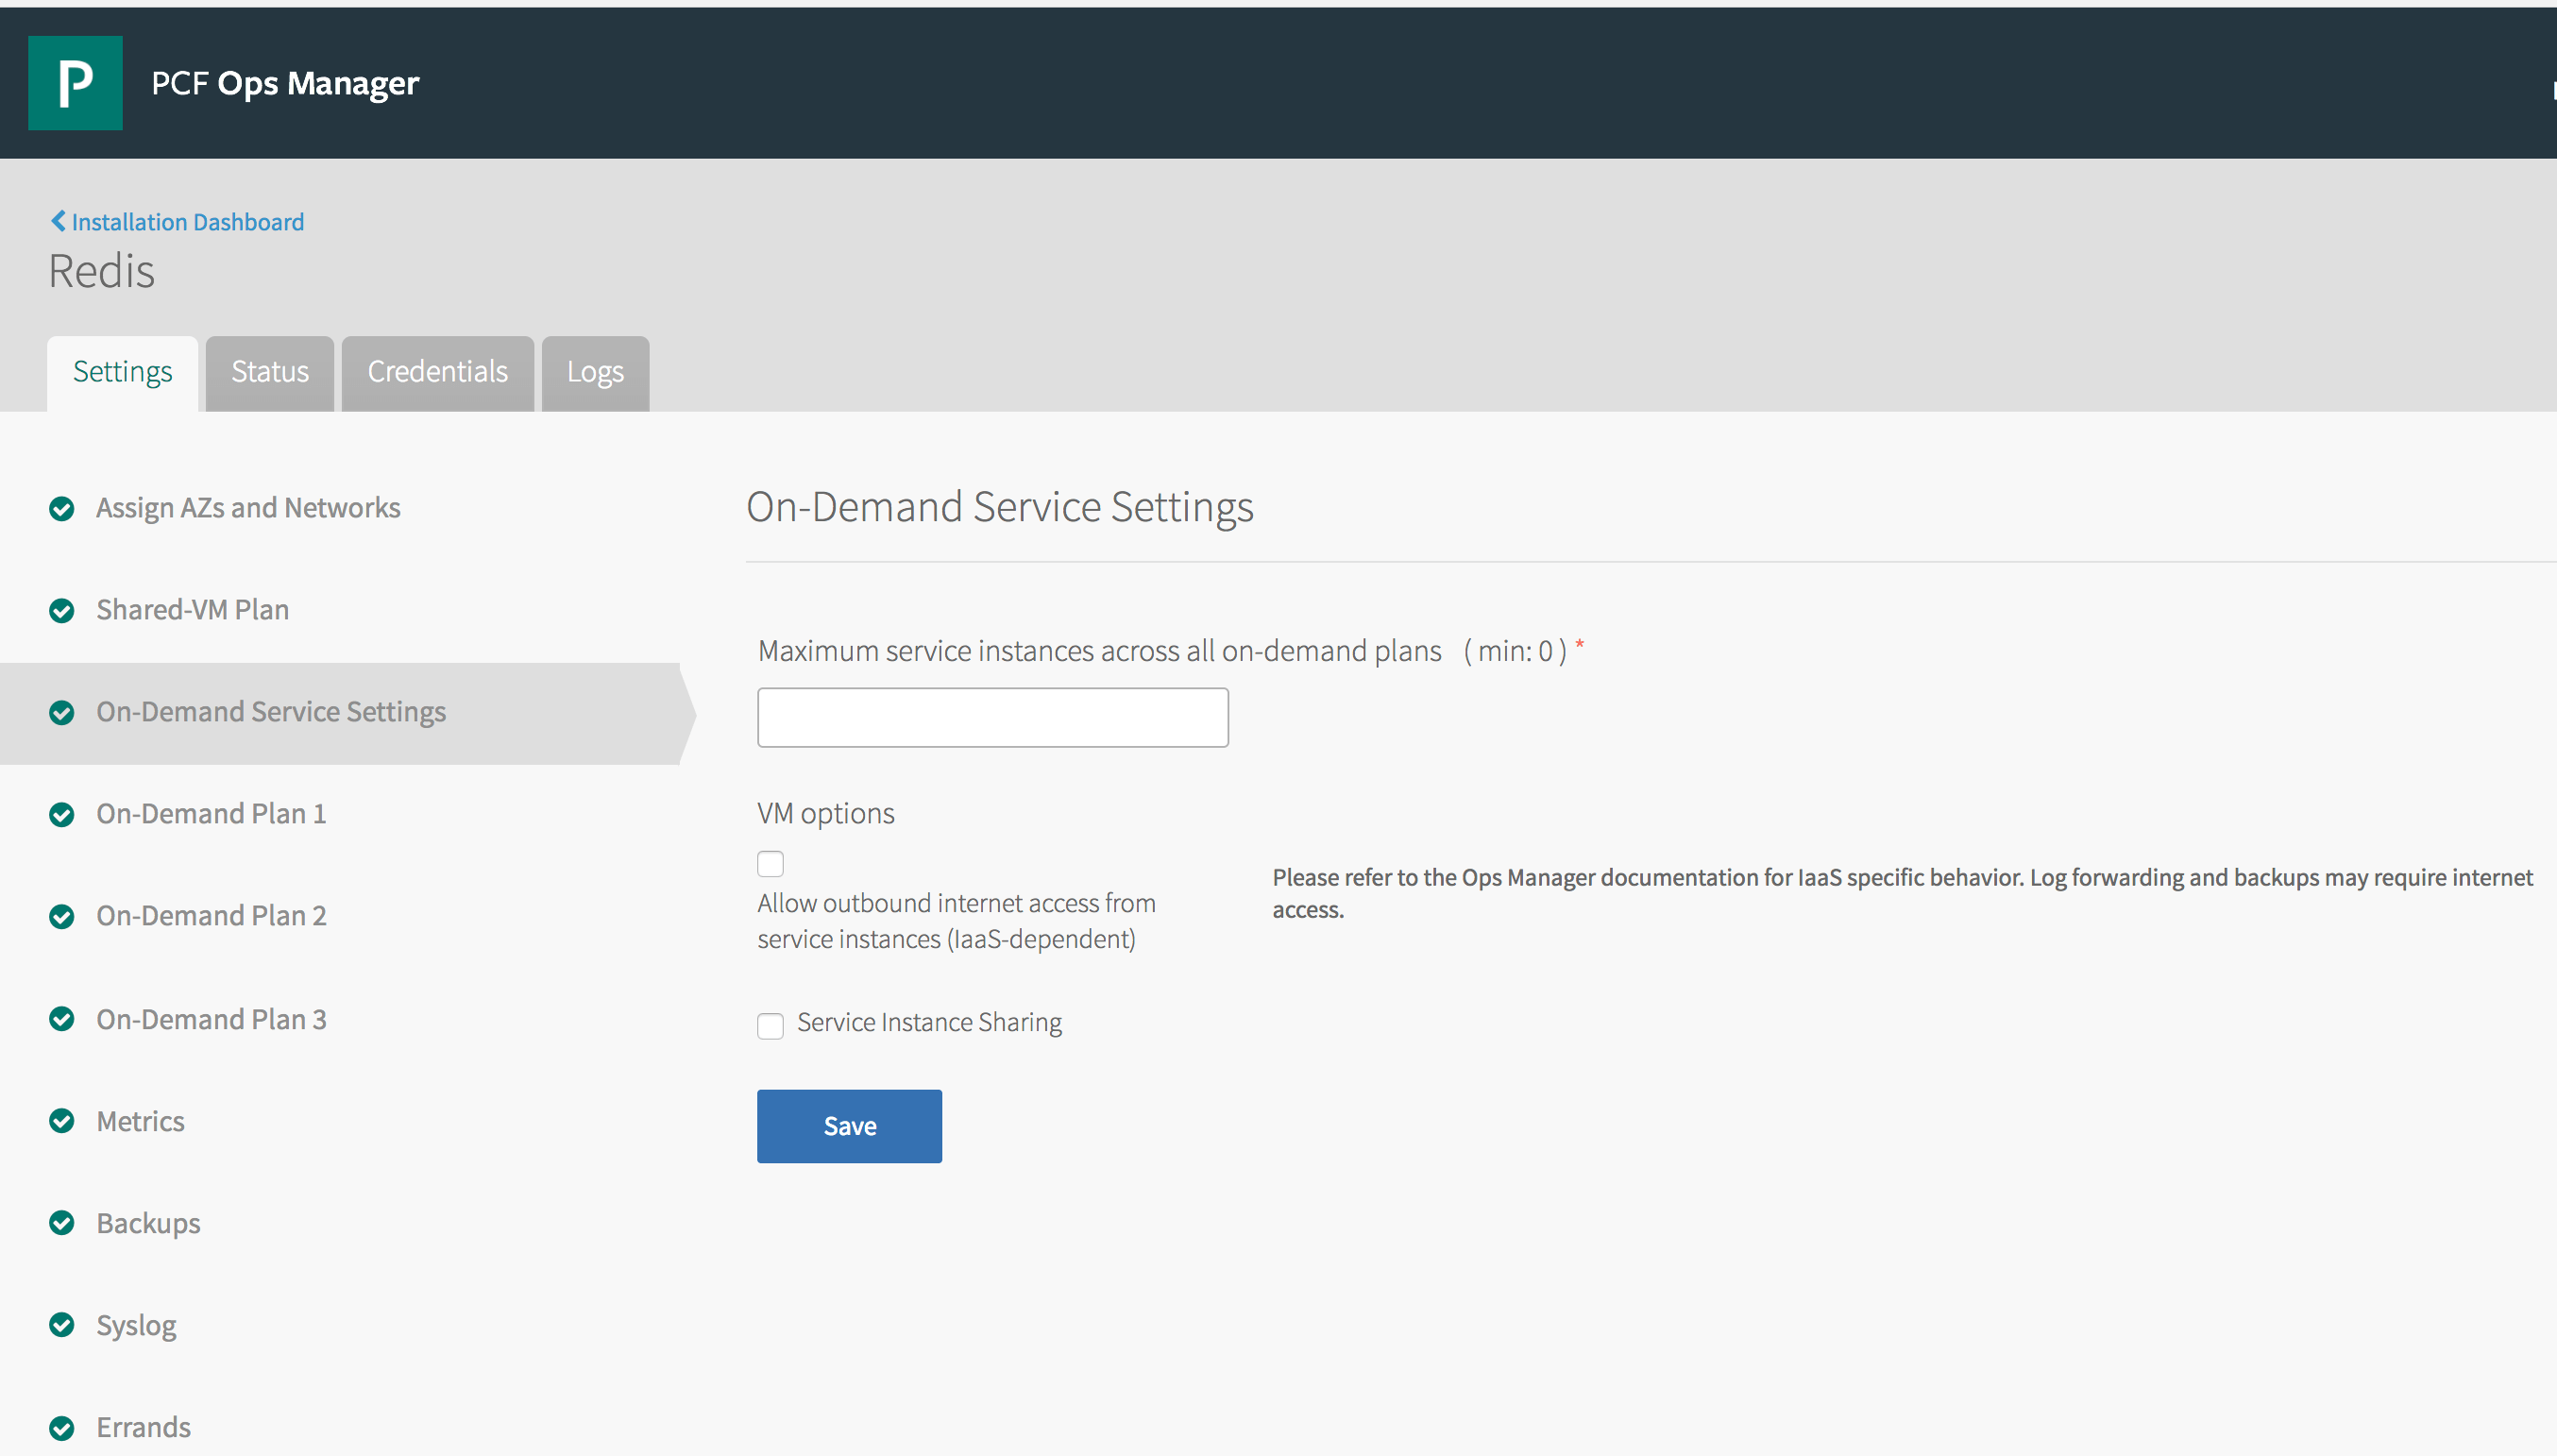 P
PCF Ops Manager
Installation Dashboard
Redis
Settings
Status
Credentials
Logs
Assign AZs and Networks
Shared-VM Plan
On-Demand Service Settings
On-Demand Plan 1
On-Demand Plan 2
On-Demand Plan 3
Metrics
Backups
Syslog
Errands
On-Demand Service Settings
Maximum service instances across all on-demand plans ( min: 0 ) *
VM options
Allow outbound internet access from
service instances (IaaS-dependent)
Please refer to the Ops Manager documentation for IaaS specific behavior. Log forwarding and backups may require internet
access.
Service Instance Sharing
Save